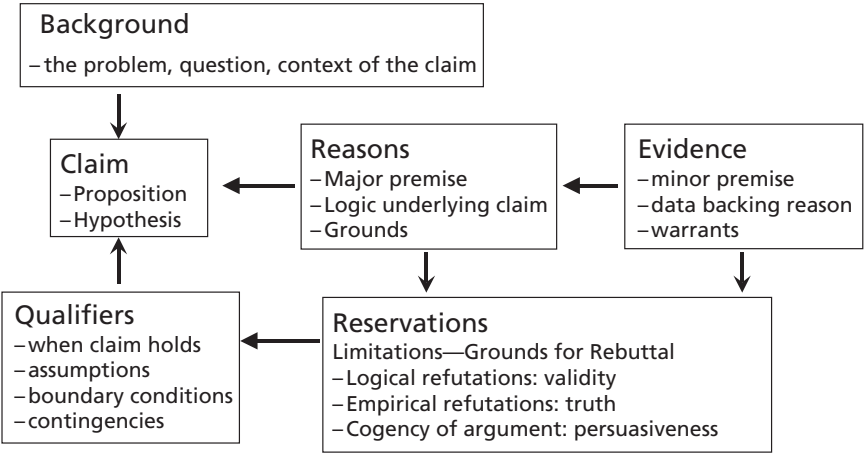 Background
–the problem, question, context of the claim
Claim
–Proposition
–Hypothesis
Reasons
–Major premise
–Logic underlying claim
–Grounds
Evidence
–minor premise
–data backing reason
–warrants
Qualifiers
–when claim holds
–assumptions
–boundary conditions
–contingencies
Reservations
Limitations—Grounds for Rebuttal
–Logical refutations: validity
–Empirical refutations: truth
–Cogency of argument: persuasiveness